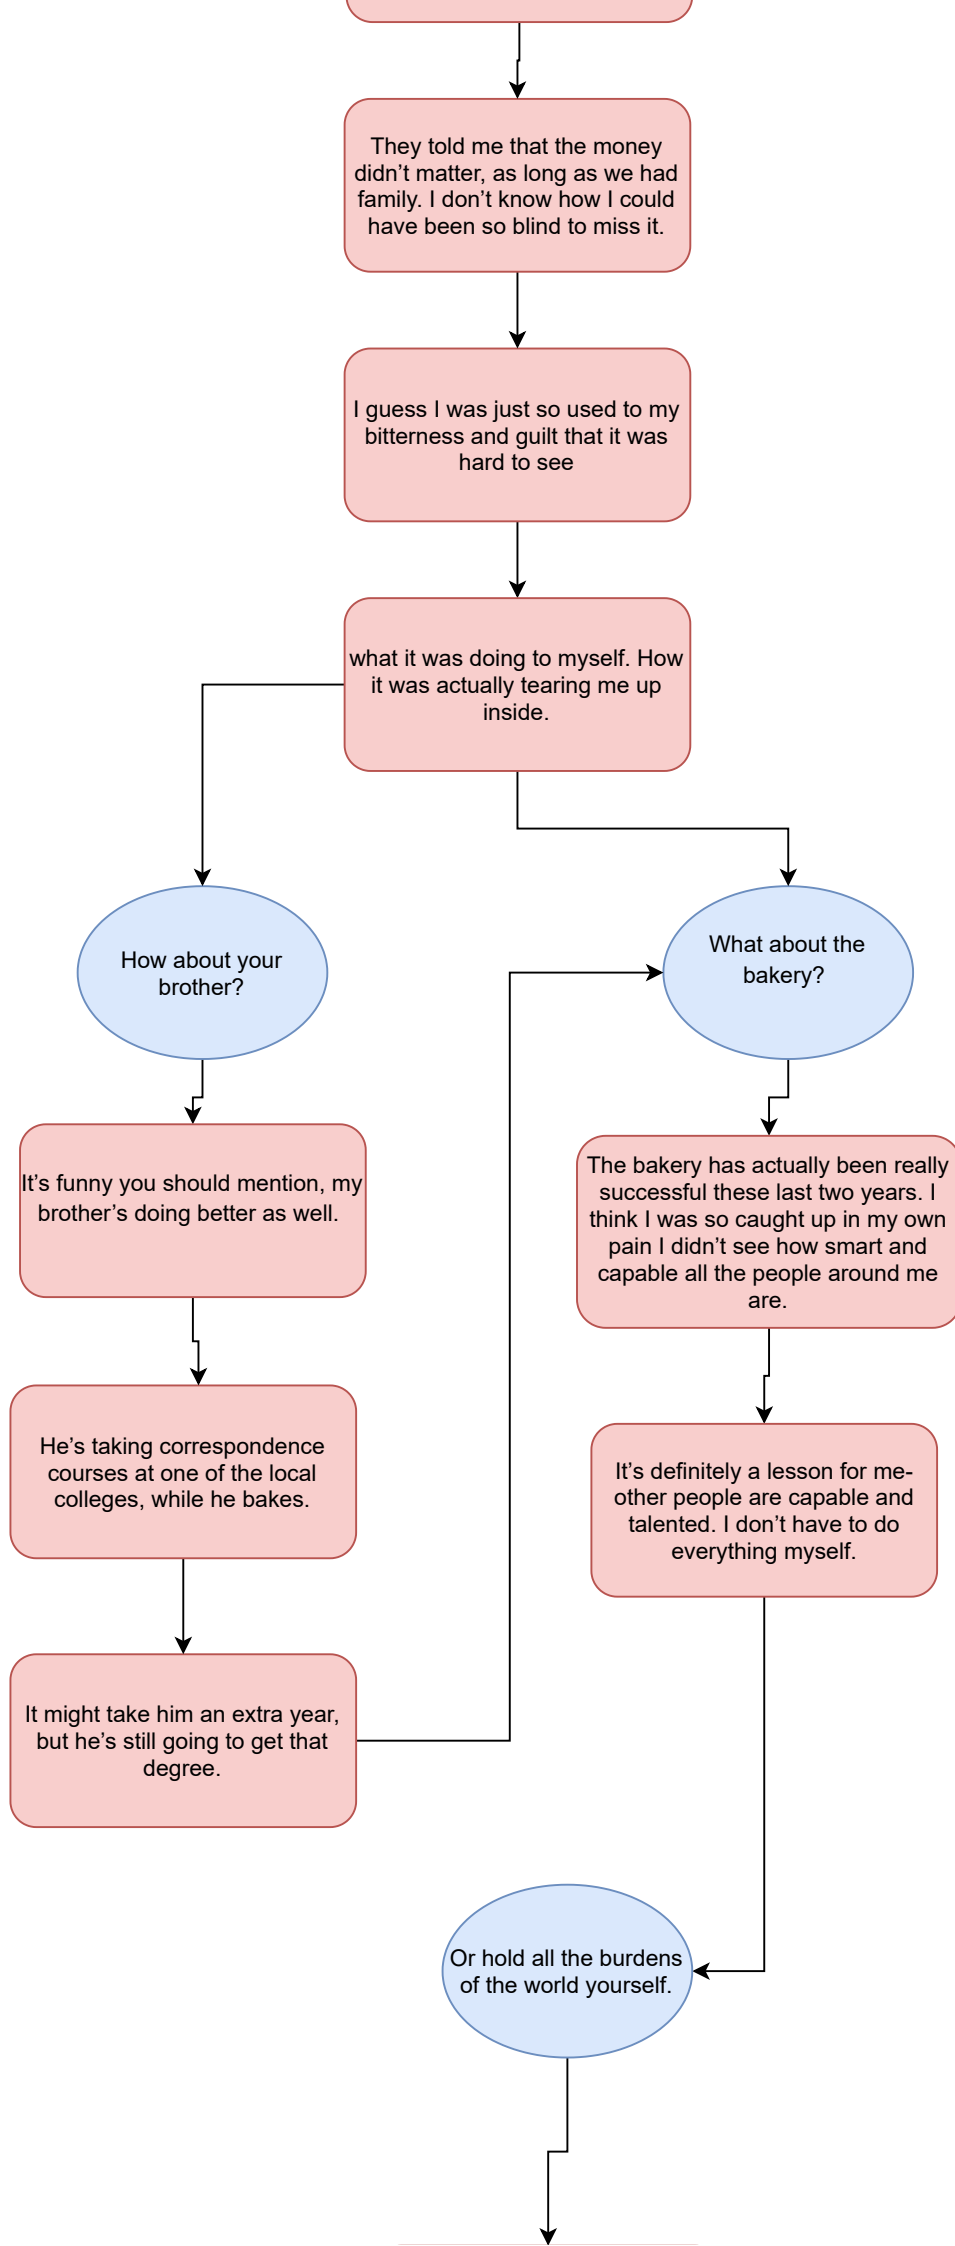 They told me that the money
didn’t matter, as long as we had
family. I don’t know how I could
have been so blind to miss it.
I guess I was just so used to my
bitterness and guilt that it was
hard to see
what it was doing to myself. How
it was actually tearing me up
inside.
How about your
brother?
What about the
bakery?
It’s funny you should mention, my
brother’s doing better as well.
The bakery has actually been really
successful these last two years. I
think I was so caught up in my own
pain I didn’t see how smart and
capable all the people around me
are.
He’s taking correspondence
courses at one of the local
colleges, while he bakes.
It’s definitely a lesson for me-
other people are capable and
talented. I don’t have to do
everything myself.
It might take him an extra year,
but he’s still going to get that
degree.
Or hold all the burdens
of the world yourself.